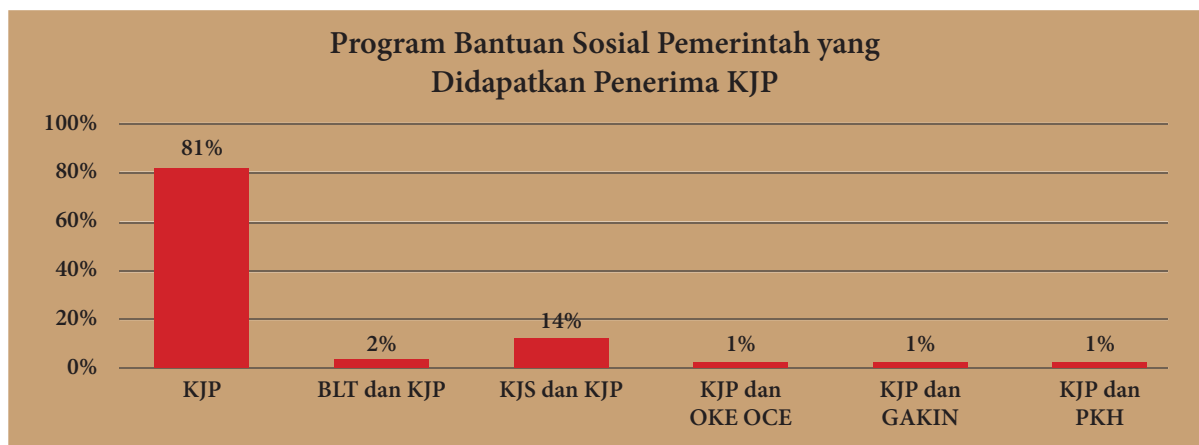 Program Bantuan Sosial Pemerintah yang
Didapatkan Penerima KJP
100%
80%
60%
40%
20%
0%
81%
2%
14%
1%
1%
1%
KJP
BLT dan KJP
KJS dan KJP
KJP dan
OKE OCE
KJP dan
GAKIN
KJP dan
PKH